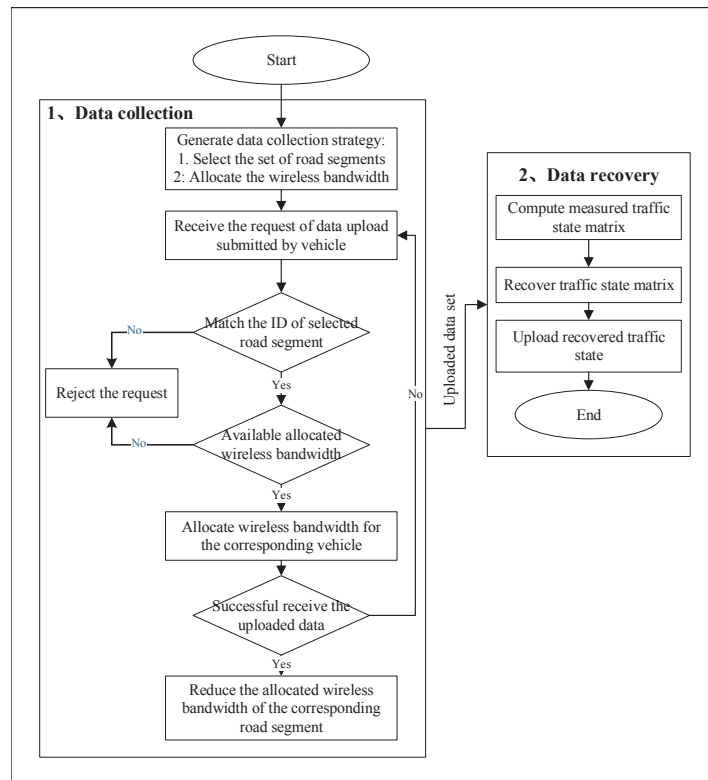 Start
1、Data collection
Generate data collection strategy:
1. Select the set of road segments
2: Allocate the wireless bandwidth
Receive the request of data upload
submitted by vehicle
Match the ID of selected
road segment
No
Reject the request
Yes
Available allocated
wireless bandwidth
No
Yes
Allocate wireless bandwidth for
the corresponding vehicle
Successful receive the
uploaded data
No
Yes
Reduce the allocated wireless
bandwidth of the corresponding
road segment
Uploaded data set
2、Data recovery
Compute measured traffic
state matrix
Recover traffic state matrix
Upload recovered traffic
state
End